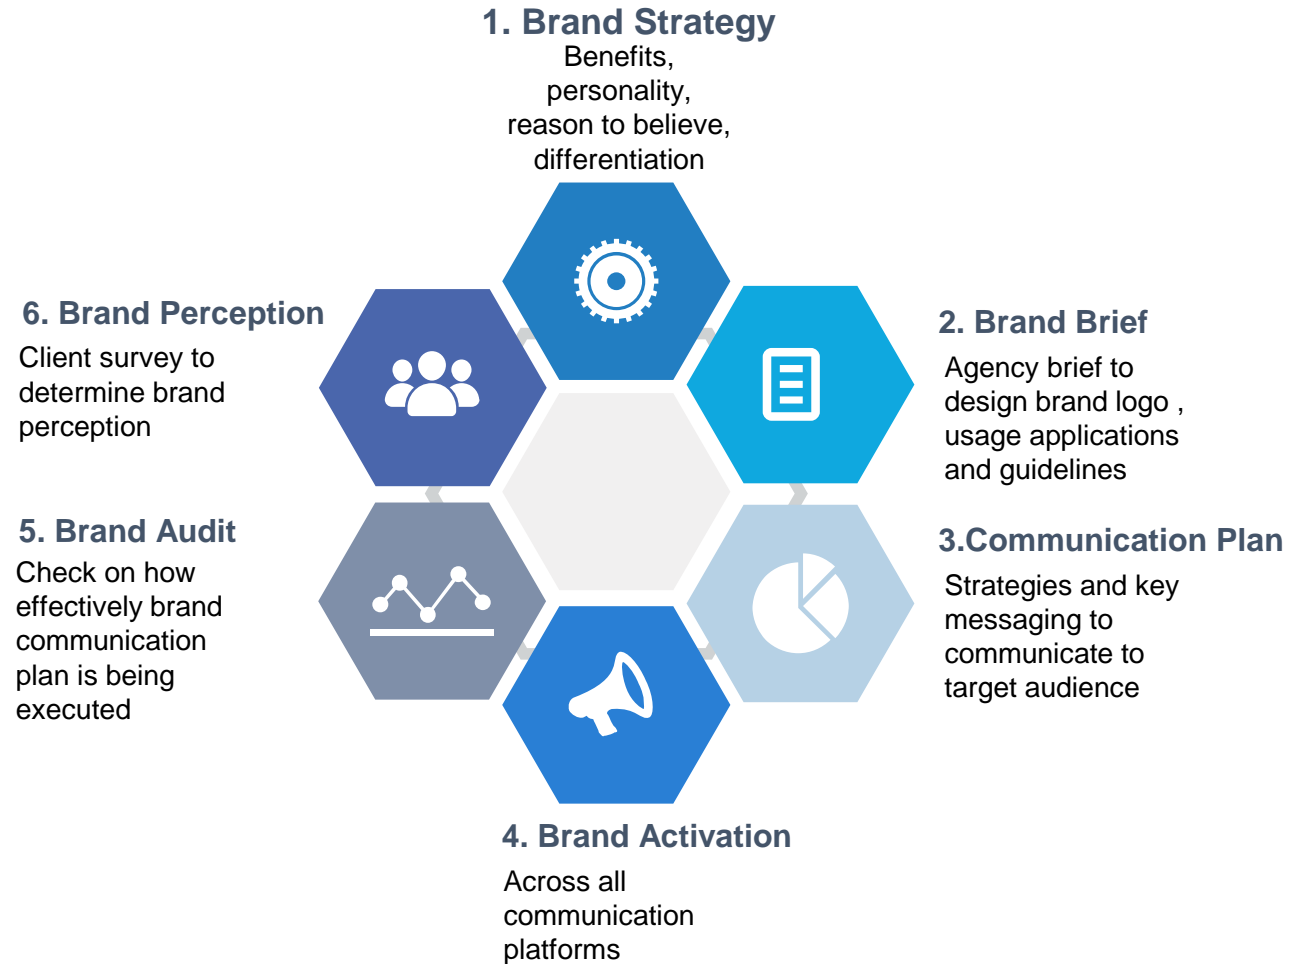 1. Brand Strategy
Benefits,
personality,
reason to believe,
differentiation
2. Brand Brief
Agency brief to
design brand logo ,
usage applications
and guidelines
3.Communication Plan
Strategies and key
messaging to
communicate to
target audience
4. Brand Activation
Across all
communication
platforms
5. Brand Audit
Check on how
effectively brand
communication
plan is being
executed
6. Brand Perception
Client survey to
determine brand
perception